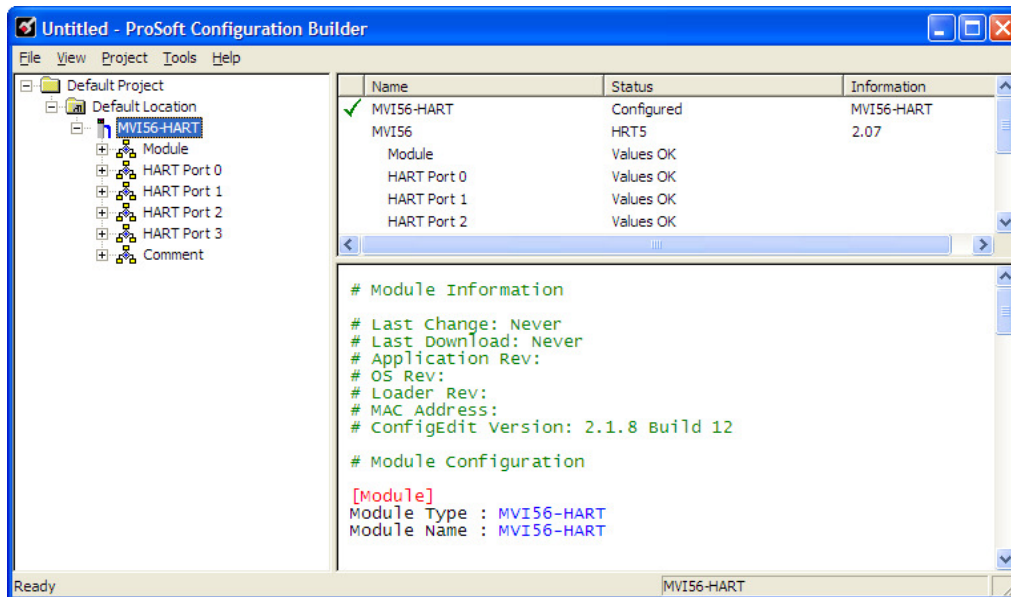 Untitled - ProSoft Configuration Builder
File View Project Tools Help
Default Project
Default Location
MVI56-HART
Module
HART Port 0
HART Port 1
HART Port 2
HART Port 3
Comment
Name Status Information
MVI56-HART Configured MVI56-HART
MVI56 HRT5 2.07
Module Values OK
HART Port 0 Values OK
HART Port 1 Values OK
HART Port 2 Values OK
# Module Information
# Last Change: Never
# Last Download: Never
# Application Rev:
# OS Rev:
# Loader Rev:
# MAC Address:
# ConfigEdit Version: 2.1.8 Build 12
# Module Configuration
[Module]
Module Type : MVI56-HART
Module Name : MVI56-HART
Ready MVI56-HART